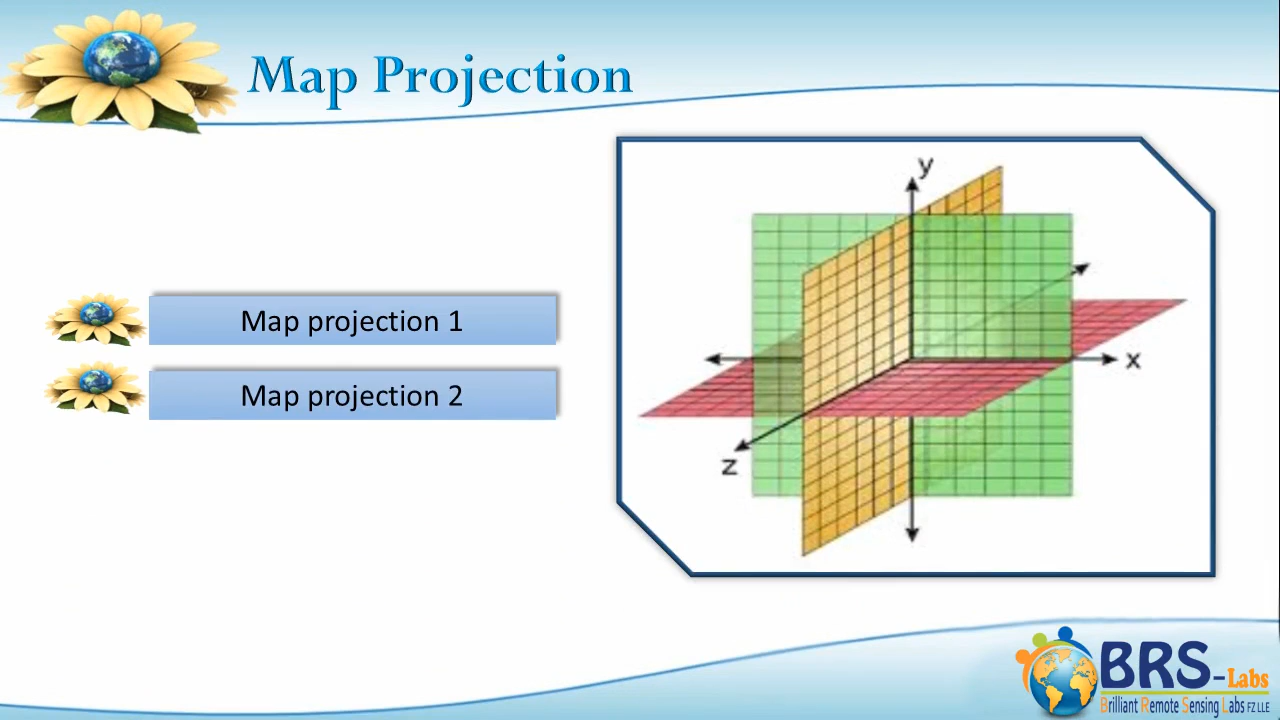 Map Projection
Map projection 1
Map projection 2
y
x
z
BRS-Labs
Brilliant Remote Sensing Labs FZ LLE